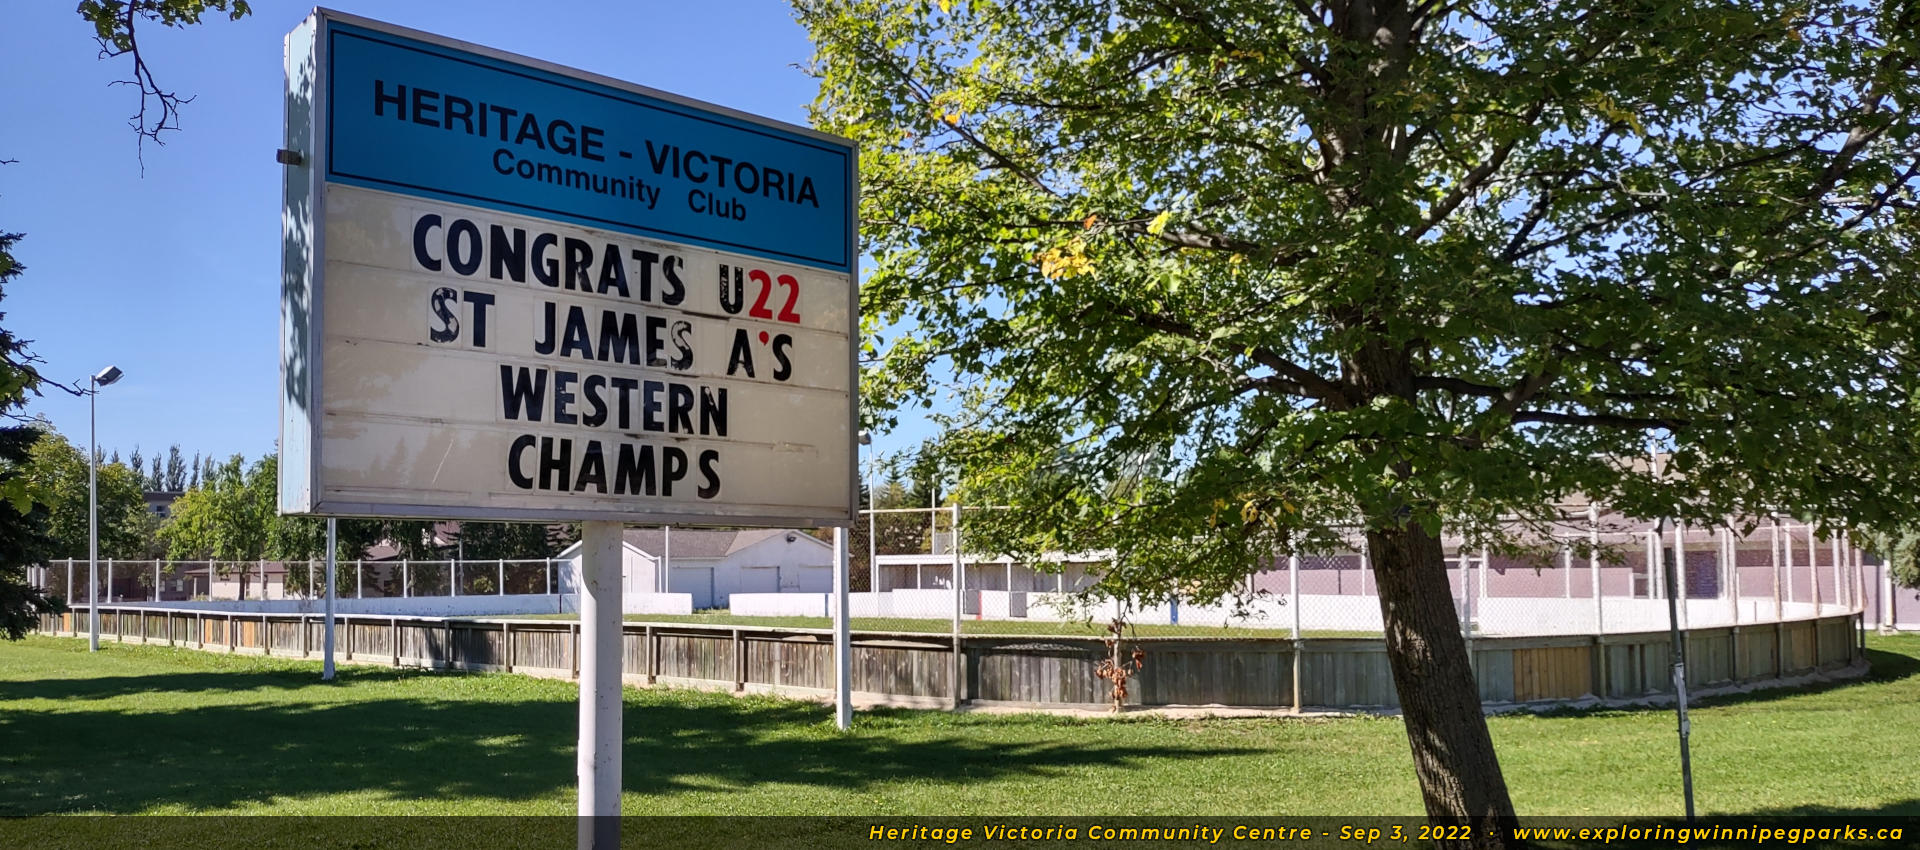 HERITAGE - VICTORIA
Community Club
CONGRATS U22
ST JAMES A'S
WESTERN
CHAMPS
Heritage Victoria Community Centre - Sep 3, 2022 · www.exploringwinnipegparks.ca